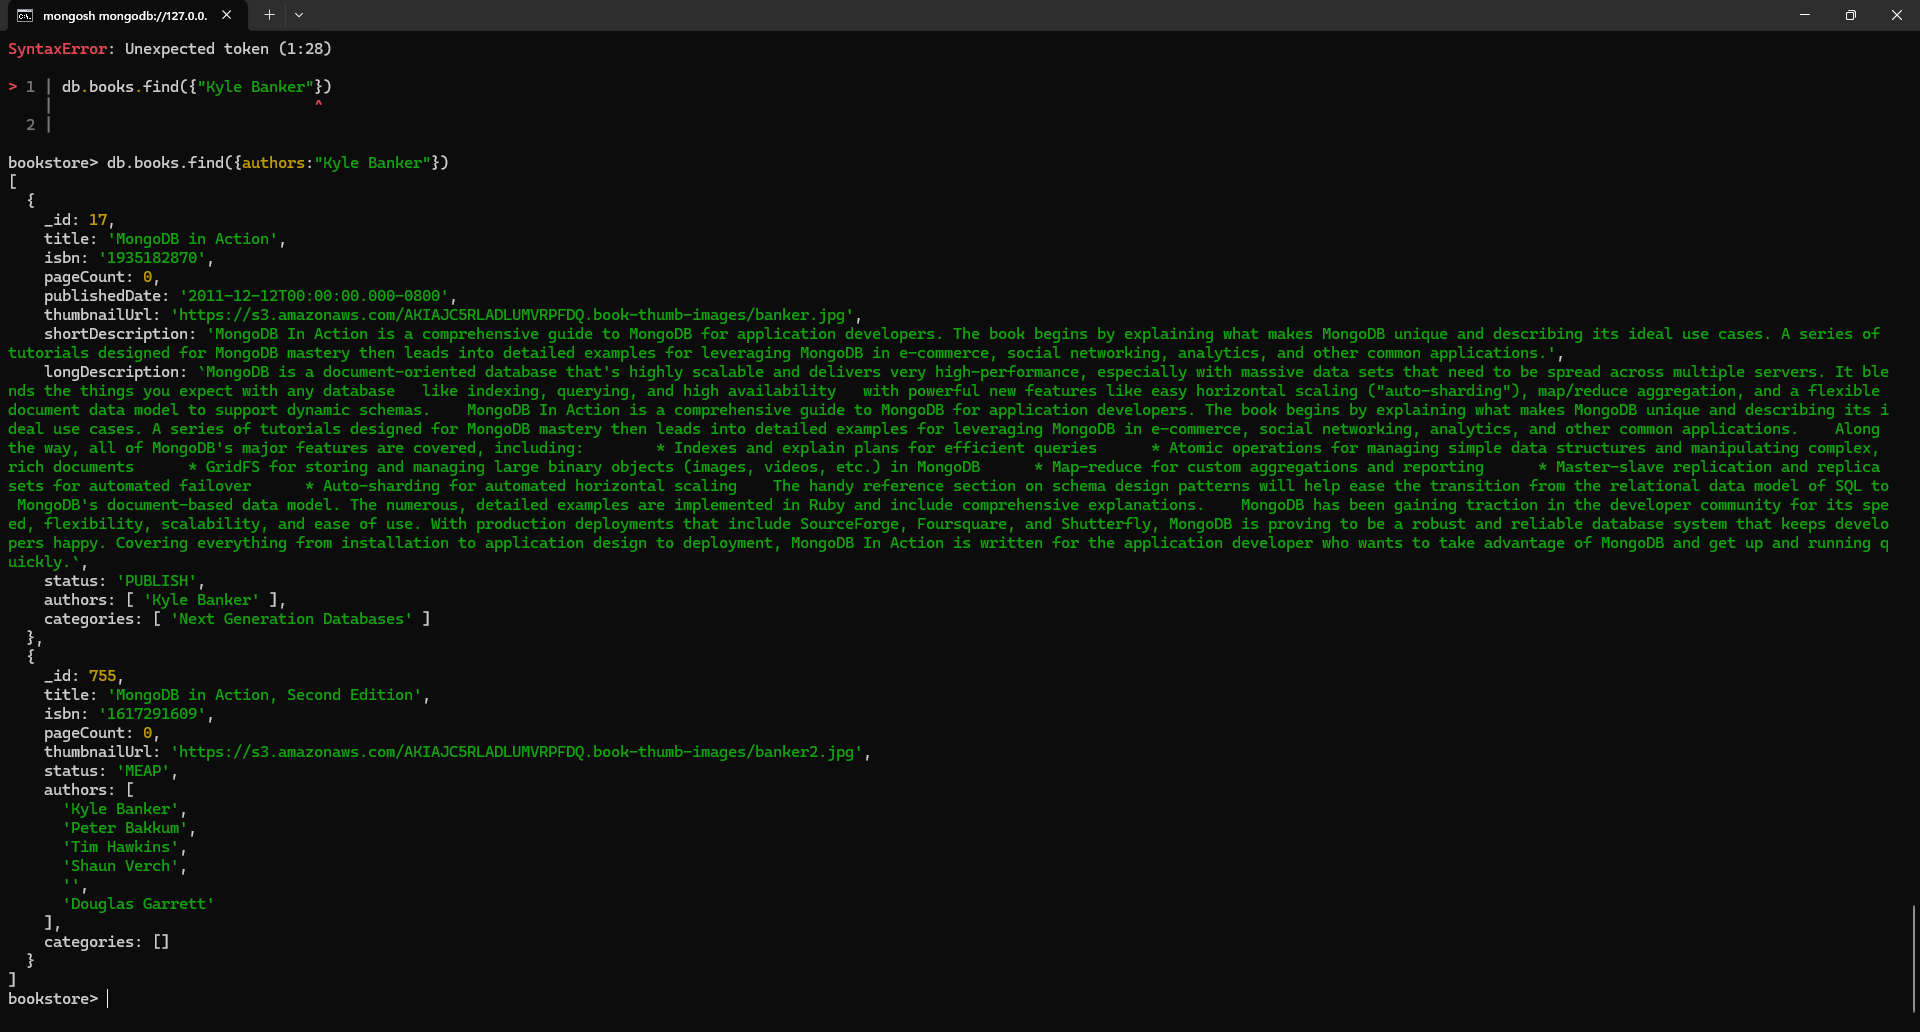 mongosh mongodb://127.0.0.
SyntaxError: Unexpected token (1:28)
> 1 | db.books.find({"Kyle Banker"})
    |                             ^
  2 |
bookstore> db.books.find({authors:"Kyle Banker"})
[
  {
    _id: 17,
    title: 'MongoDB in Action',
    isbn: '1935182870',
    pageCount: 0,
    publishedDate: '2011-12-12T00:00:00.000-0800',
    thumbnailUrl: 'https://s3.amazonaws.com/AKIAJC5RLADLUMVRPFDQ.book-thumb-images/banker.jpg',
    shortDescription: 'MongoDB In Action is a comprehensive guide to MongoDB for application developers. The book begins by explaining what makes MongoDB unique and describing its ideal use cases. A series of
tutorials designed for MongoDB mastery then leads into detailed examples for leveraging MongoDB in e-commerce, social networking, analytics, and other common applications.',
    longDescription: `MongoDB is a document-oriented database that's highly scalable and delivers very high-performance, especially with massive data sets that need to be spread across multiple servers. It ble
nds the things you expect with any database   like indexing, querying, and high availability   with powerful new features like easy horizontal scaling ("auto-sharding"), map/reduce aggregation, and a flexible
document data model to support dynamic schemas.    MongoDB In Action is a comprehensive guide to MongoDB for application developers. The book begins by explaining what makes MongoDB unique and describing its i
deal use cases. A series of tutorials designed for MongoDB mastery then leads into detailed examples for leveraging MongoDB in e-commerce, social networking, analytics, and other common applications.    Along
the way, all of MongoDB's major features are covered, including:        * Indexes and explain plans for efficient queries      * Atomic operations for managing simple data structures and manipulating complex,
rich documents      * GridFS for storing and managing large binary objects (images, videos, etc.) in MongoDB      * Map-reduce for custom aggregations and reporting      * Master-slave replication and replica
sets for automated failover      * Auto-sharding for automated horizontal scaling    The handy reference section on schema design patterns will help ease the transition from the relational data model of SQL to
 MongoDB's document-based data model. The numerous, detailed examples are implemented in Ruby and include comprehensive explanations.    MongoDB has been gaining traction in the developer community for its spe
ed, flexibility, scalability, and ease of use. With production deployments that include SourceForge, Foursquare, and Shutterfly, MongoDB is proving to be a robust and reliable database system that keeps develo
pers happy. Covering everything from installation to application design to deployment, MongoDB In Action is written for the application developer who wants to take advantage of MongoDB and get up and running q
uickly.`,
    status: 'PUBLISH',
    authors: [ 'Kyle Banker' ],
    categories: [ 'Next Generation Databases' ]
  },
  {
    _id: 755,
    title: 'MongoDB in Action, Second Edition',
    isbn: '1617291609',
    pageCount: 0,
    thumbnailUrl: 'https://s3.amazonaws.com/AKIAJC5RLADLUMVRPFDQ.book-thumb-images/banker2.jpg',
    status: 'MEAP',
    authors: [
      'Kyle Banker',
      'Peter Bakkum',
      'Tim Hawkins',
      'Shaun Verch',
      '',
      'Douglas Garrett'
    ],
    categories: []
  }
]
bookstore>